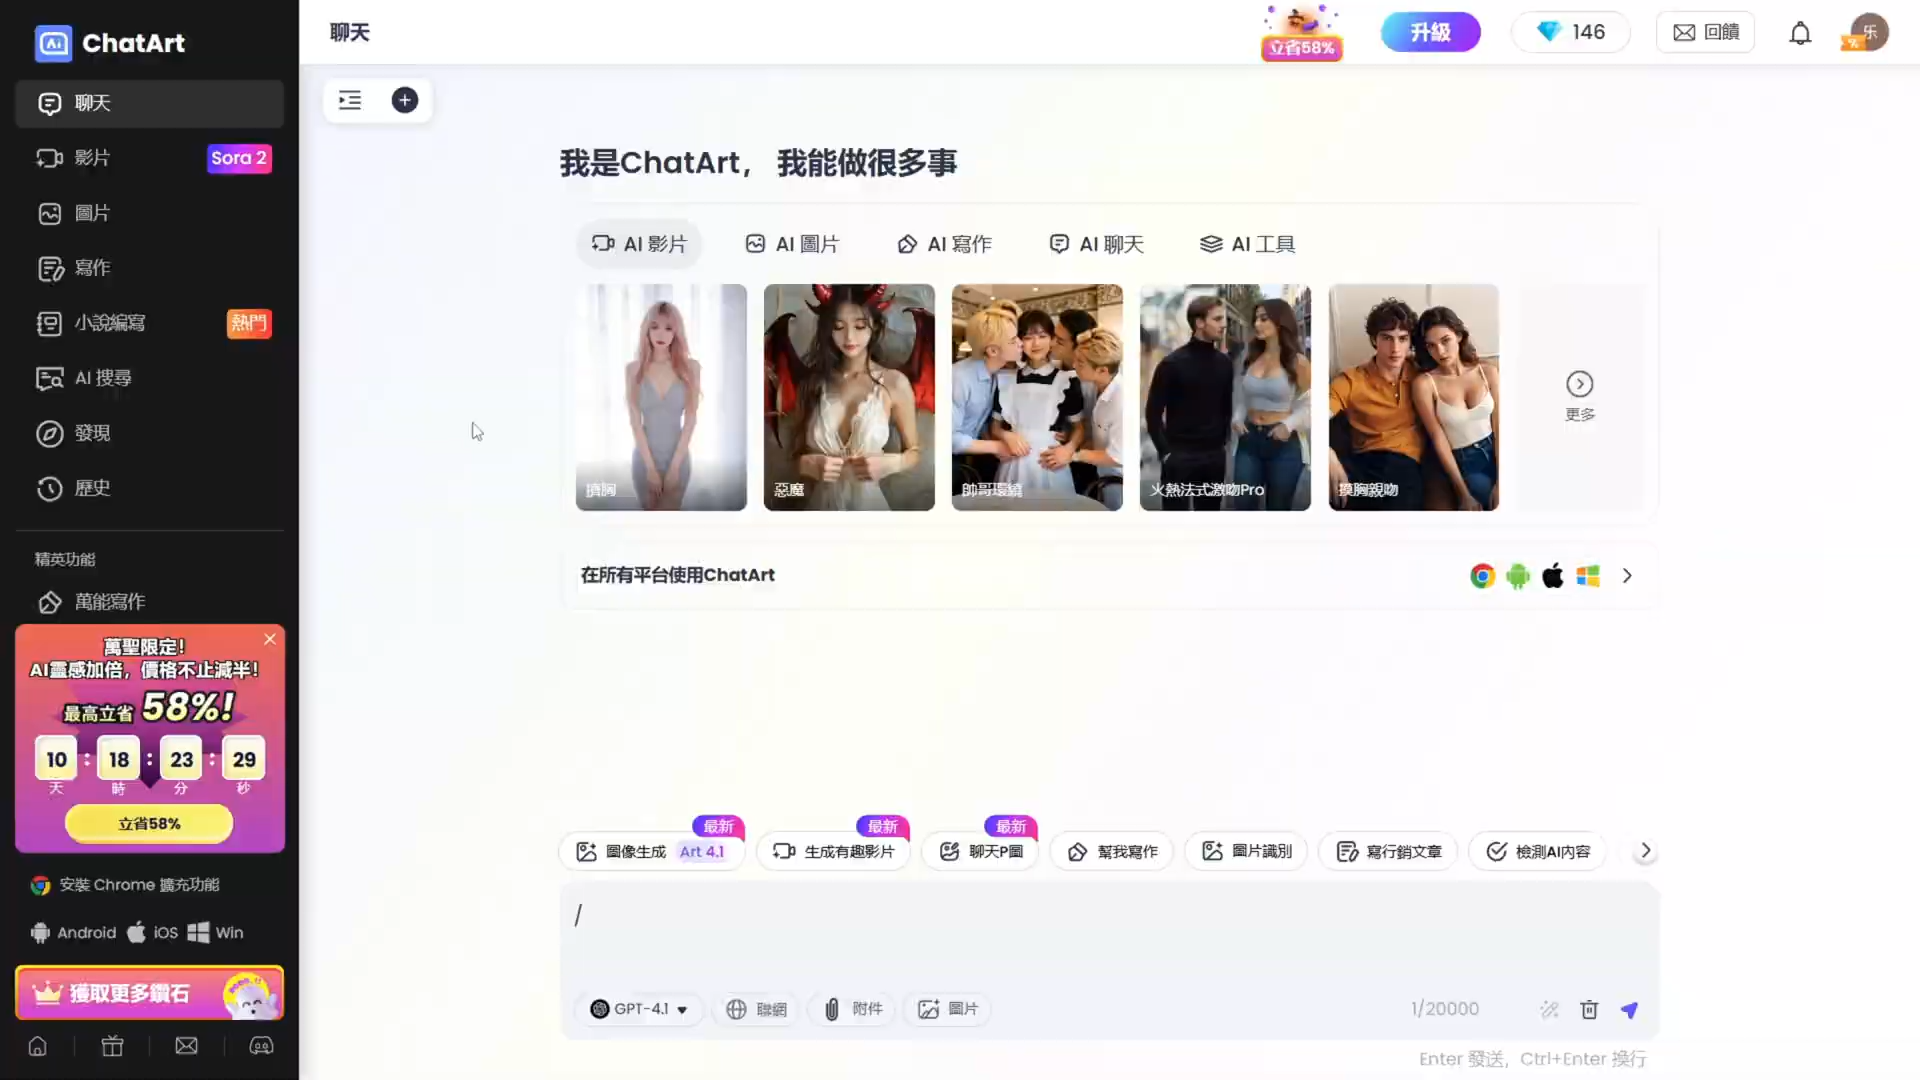 ChatArt
聊天
影片
Sora 2
圖片
寫作
小說編寫
熱門
AI 搜尋
發現
歷史
精英功能
萬能寫作
萬聖限定!
AI靈感加倍, 價格不止減半!
最高立省 58%!
10 : 18 : 23 : 29
天 時 分 秒
立省58%
安裝 Chrome 擴充功能
Android iOS Win
獲取更多鑽石
聊天
立省58%
升級
146
回饋
乐
%
我是ChatArt， 我能做很多事
AI 影片
AI 圖片
AI 寫作
AI 聊天
AI 工具
擠胸
惡魔
帥哥環繞
火熱法式激吻Pro
摸胸親吻
更多
在所有平台使用ChatArt
圖像生成 Art 4.1 最新
生成有趣影片 最新
聊天P圖 最新
幫我寫作
圖片識別
寫行銷文章
檢測AI內容
/
GPT-4.1
聯網
附件
圖片
1/20000
Enter 發送, Ctrl+Enter 換行